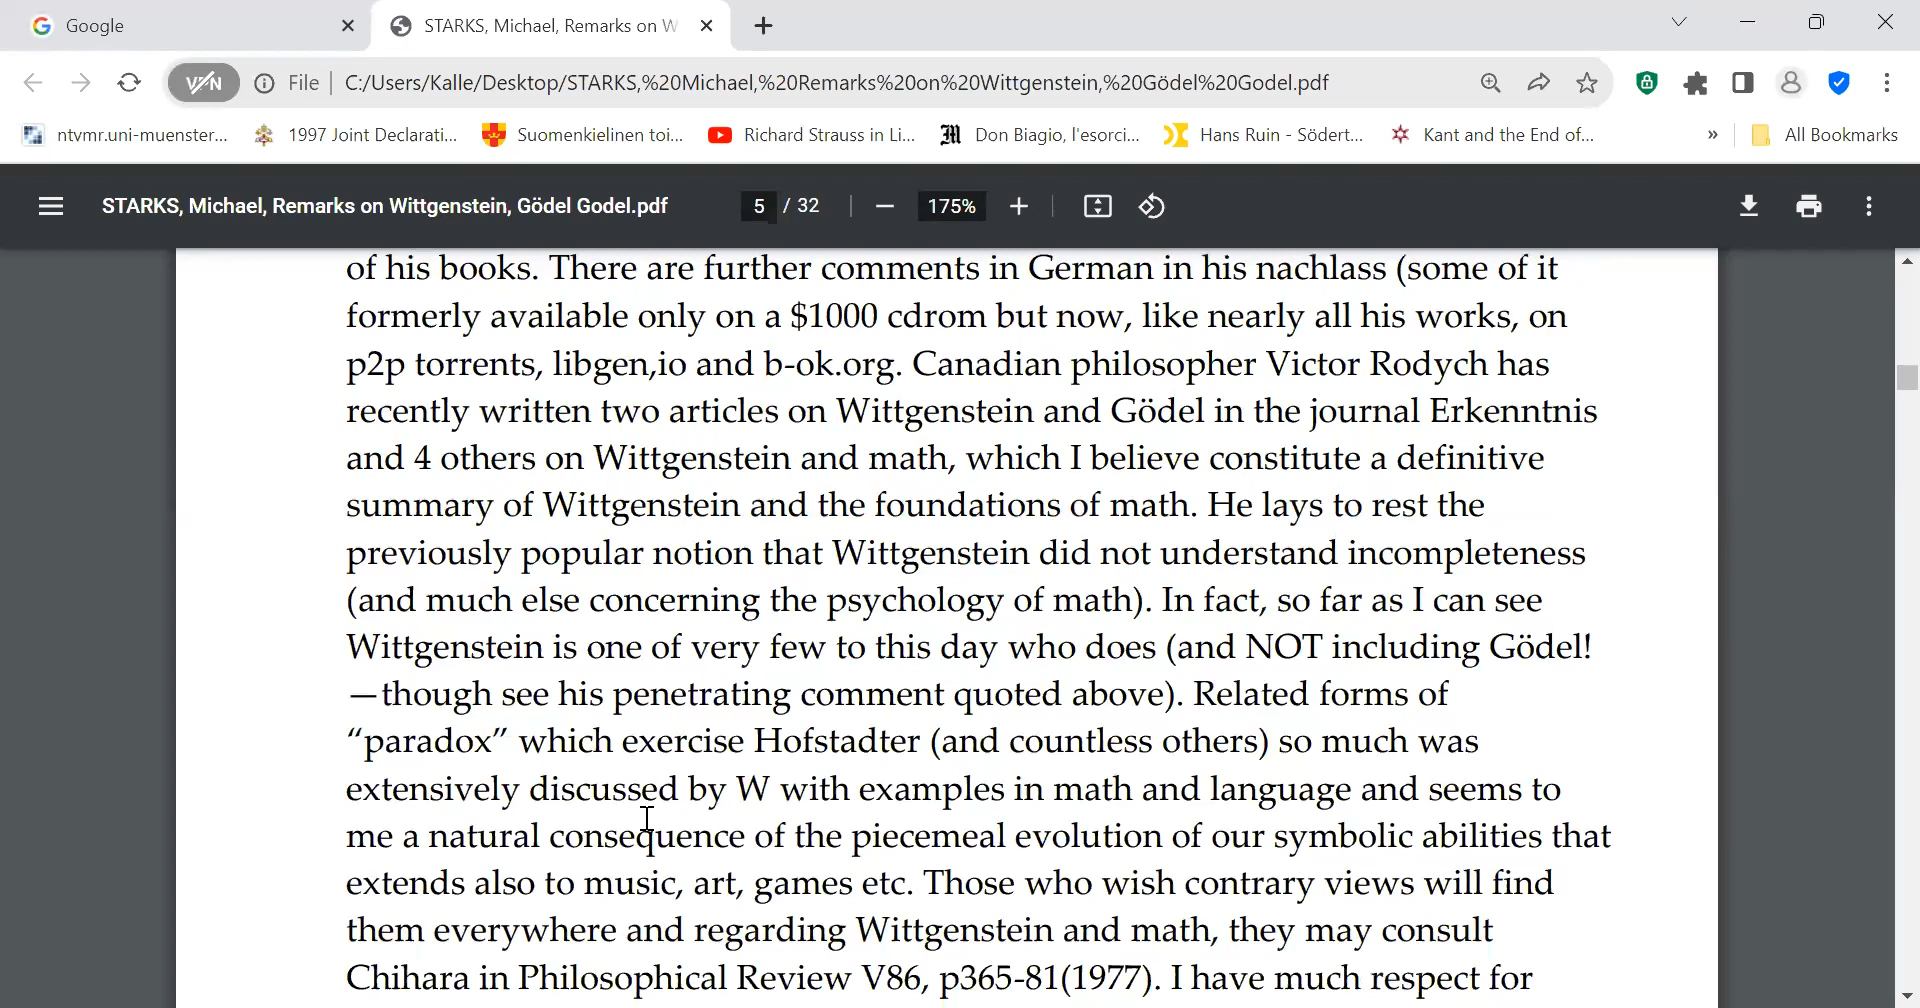 Google
STARKS, Michael, Remarks on W
VPN
File
C:/Users/Kalle/Desktop/STARKS,%20Michael,%20Remarks%20on%20Wittgenstein,%20Gödel%20Godel.pdf
ntvmr.uni-muenster...
1997 Joint Declarati...
Suomenkielinen toi...
Richard Strauss in Li...
Don Biagio, l'esorci...
Hans Ruin - Södert...
Kant and the End of...
»
All Bookmarks
STARKS, Michael, Remarks on Wittgenstein, Gödel Godel.pdf
5 / 32
175%
of his books. There are further comments in German in his nachlass (some of it
formerly available only on a $1000 cdrom but now, like nearly all his works, on
p2p torrents, libgen,io and b-ok.org. Canadian philosopher Victor Rodych has
recently written two articles on Wittgenstein and Gödel in the journal Erkenntnis
and 4 others on Wittgenstein and math, which I believe constitute a definitive
summary of Wittgenstein and the foundations of math. He lays to rest the
previously popular notion that Wittgenstein did not understand incompleteness
(and much else concerning the psychology of math). In fact, so far as I can see
Wittgenstein is one of very few to this day who does (and NOT including Gödel!
—though see his penetrating comment quoted above). Related forms of
“paradox” which exercise Hofstadter (and countless others) so much was
extensively discussed by W with examples in math and language and seems to
me a natural consequence of the piecemeal evolution of our symbolic abilities that
extends also to music, art, games etc. Those who wish contrary views will find
them everywhere and regarding Wittgenstein and math, they may consult
Chihara in Philosophical Review V86, p365-81(1977). I have much respect for